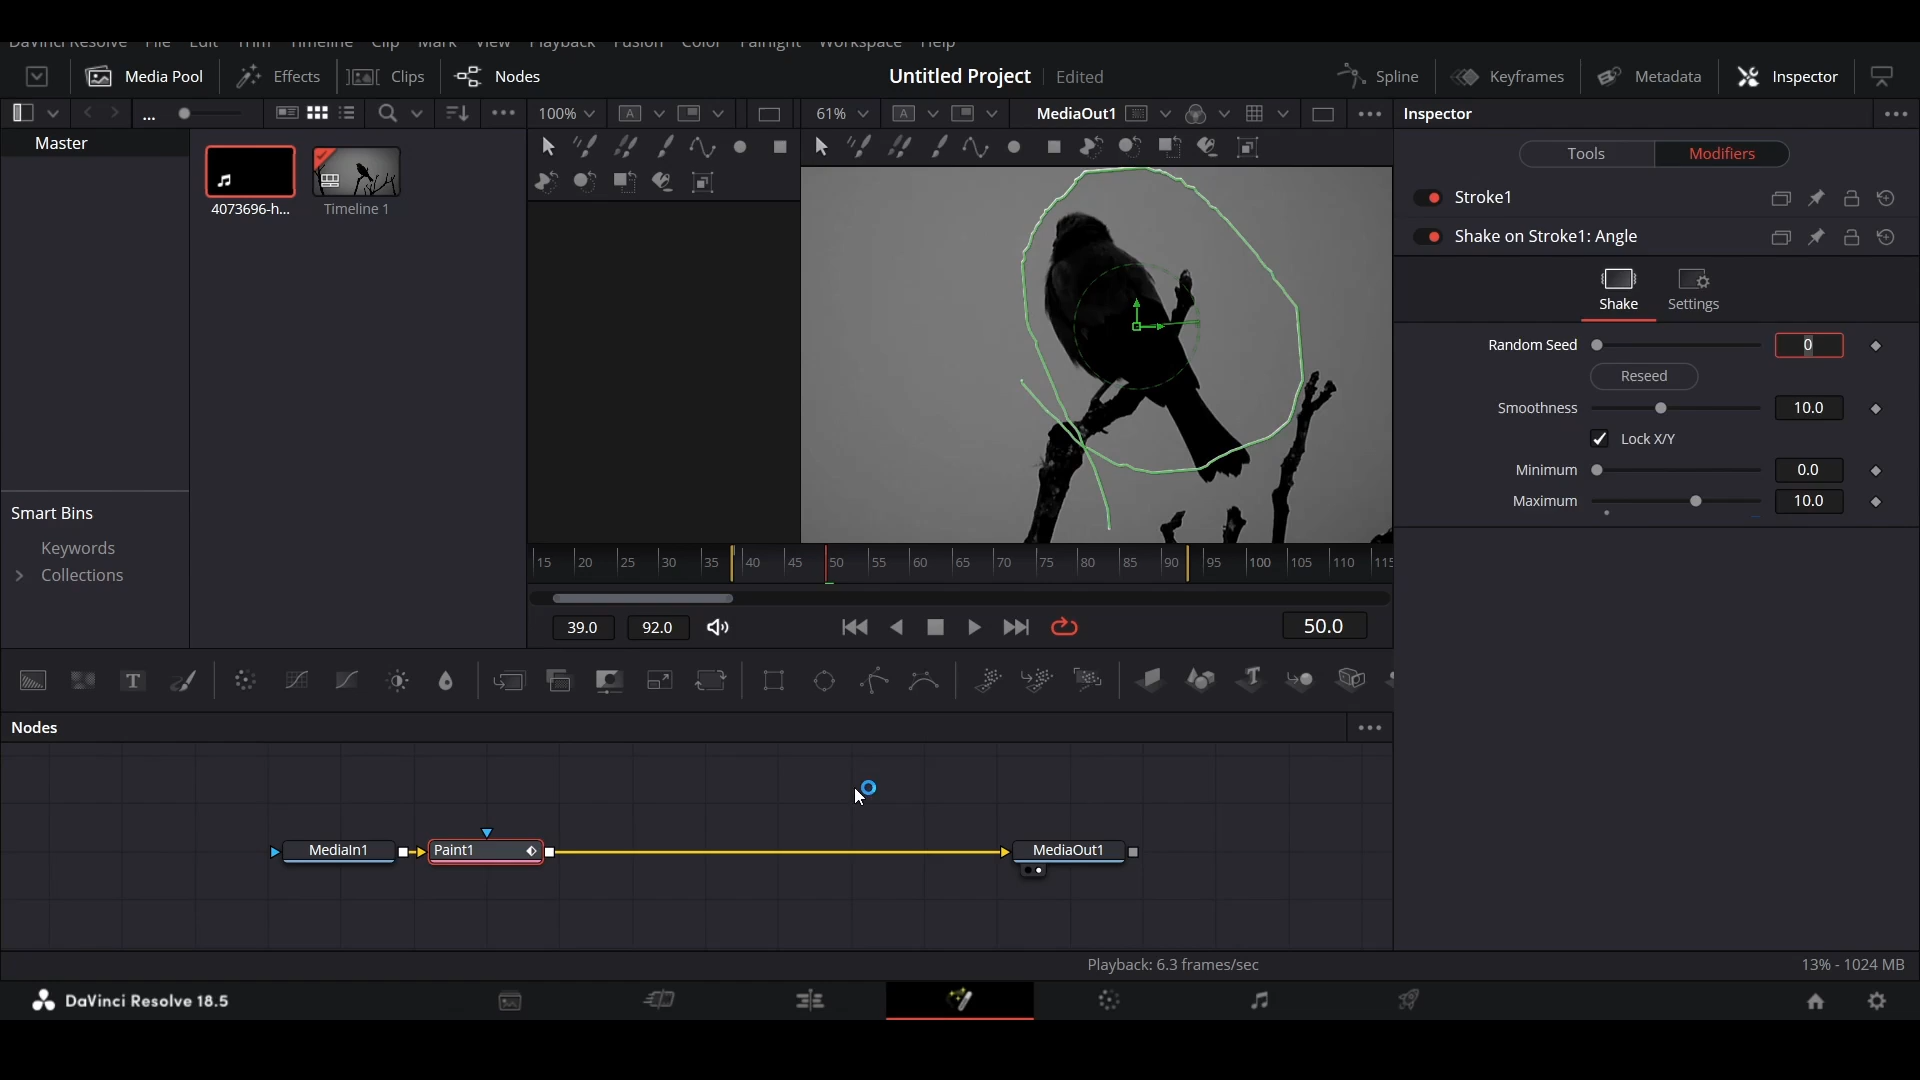 DaVinci Resolve File Edit Trim Timeline Clip Mark View Playback Fusion Color Fairlight Workspace Help
Media Pool Effects Clips Nodes Untitled Project Edited Spline Keyframes Metadata Inspector
... 100% A 61% A MediaOut1 Inspector
Master
4073696-h...
Timeline 1
Tools Modifiers
Stroke1
Shake on Stroke1: Angle
Shake Settings
Random Seed 0
Reseed
Smoothness 10.0
Lock X/Y
Minimum 0.0
Maximum 10.0
Smart Bins
Keywords
Collections
15 20 25 30 35 40 45 50 55 60 65 70 75 80 85 90 95 100 105 110 115
39.0 92.0 50.0
T T
Nodes
MediaIn1 Paint1 MediaOut1
Playback: 6.3 frames/sec 13% - 1024 MB
DaVinci Resolve 18.5